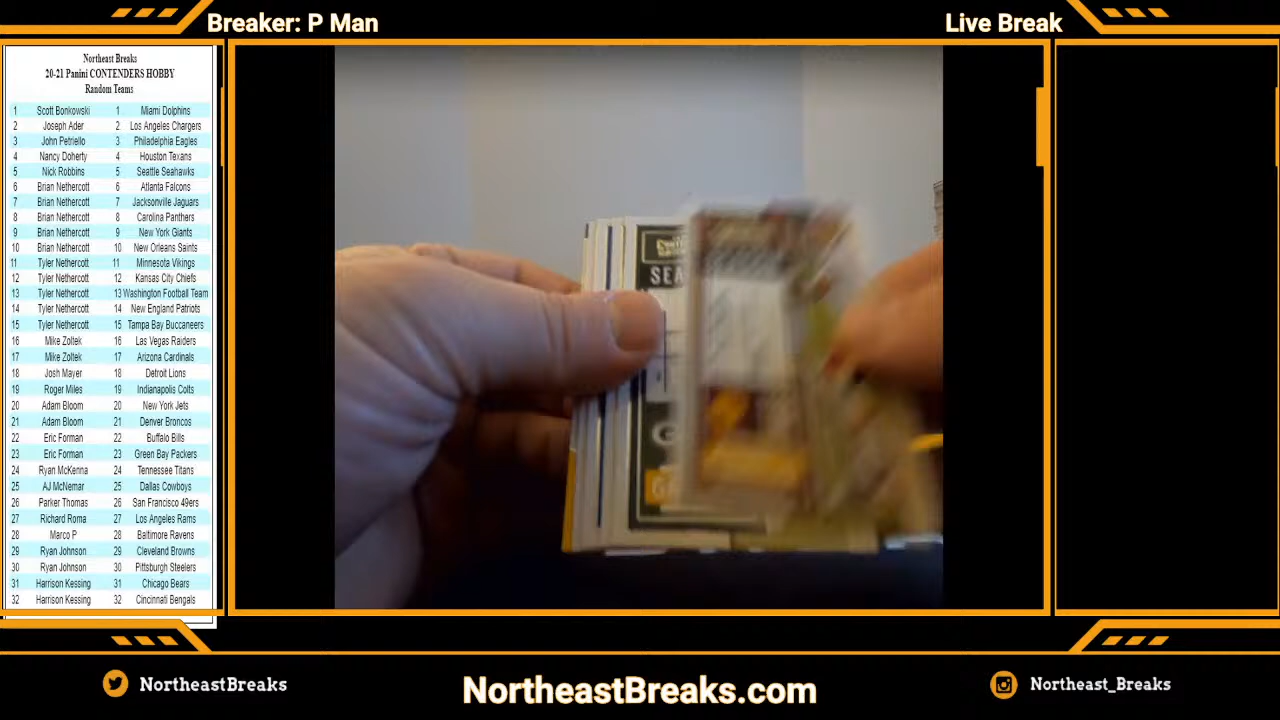 Breaker: P Man
Live Break
Northeast Breaks
20-21 Panini CONTENDERS HOBBY
Random Teams
1 Scott Bonkowski 1 Miami Dolphins
2 Joseph Ader 2 Los Angeles Chargers
3 John Petriello 3 Philadelphia Eagles
4 Nancy Doherty 4 Houston Texans
5 Nick Robbins 5 Seattle Seahawks
6 Brian Nethercott 6 Atlanta Falcons
7 Brian Nethercott 7 Jacksonville Jaguars
8 Brian Nethercott 8 Carolina Panthers
9 Brian Nethercott 9 New York Giants
10 Brian Nethercott 10 New Orleans Saints
11 Tyler Nethercott 11 Minnesota Vikings
12 Tyler Nethercott 12 Kansas City Chiefs
13 Tyler Nethercott 13 Washington Football Team
14 Tyler Nethercott 14 New England Patriots
15 Tyler Nethercott 15 Tampa Bay Buccaneers
16 Mike Zoltek 16 Las Vegas Raiders
17 Mike Zoltek 17 Arizona Cardinals
18 Josh Mayer 18 Detroit Lions
19 Roger Miles 19 Indianapolis Colts
20 Adam Bloom 20 New York Jets
21 Adam Bloom 21 Denver Broncos
22 Eric Forman 22 Buffalo Bills
23 Eric Forman 23 Green Bay Packers
24 Ryan McKenna 24 Tennessee Titans
25 AJ McNemar 25 Dallas Cowboys
26 Parker Thomas 26 San Francisco 49ers
27 Richard Roma 27 Los Angeles Rams
28 Marco P 28 Baltimore Ravens
29 Ryan Johnson 29 Cleveland Browns
30 Ryan Johnson 30 Pittsburgh Steelers
31 Harrison Kessing 31 Chicago Bears
32 Harrison Kessing 32 Cincinnati Bengals
SEA
NortheastBreaks
NortheastBreaks.com
Northeast_Breaks